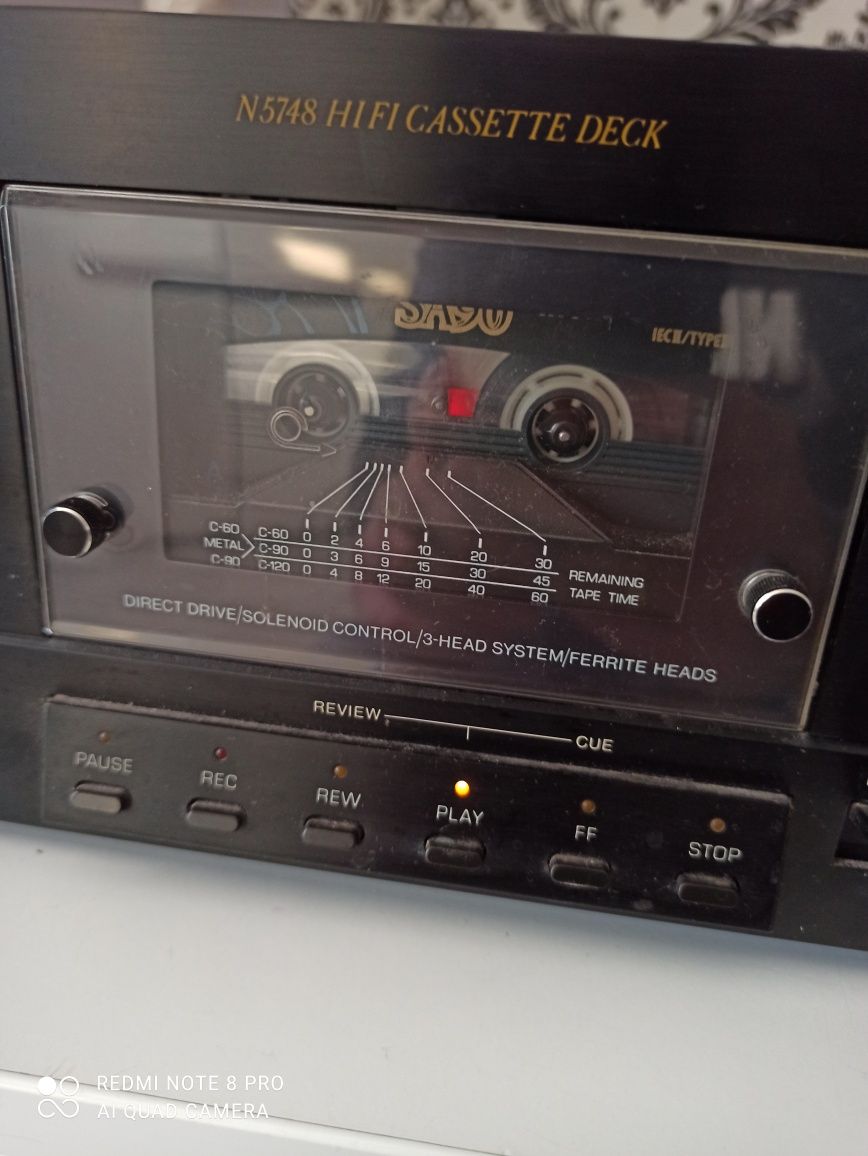 N5748 HIFI CASSETTE DECK
SA90
IECII/TYPEII
C-60 C-60 0 2 4 6 10 20 30
METAL C-90 0 3 6 9 15 30 45 REMAINING
C-90 C-120 0 4 8 12 20 40 60 TAPE TIME
DIRECT DRIVE/SOLENOID CONTROL/3-HEAD SYSTEM/FERRITE HEADS
REVIEW CUE
PAUSE REC REW PLAY FF STOP
REDMI NOTE 8 PRO
AI QUAD CAMERA